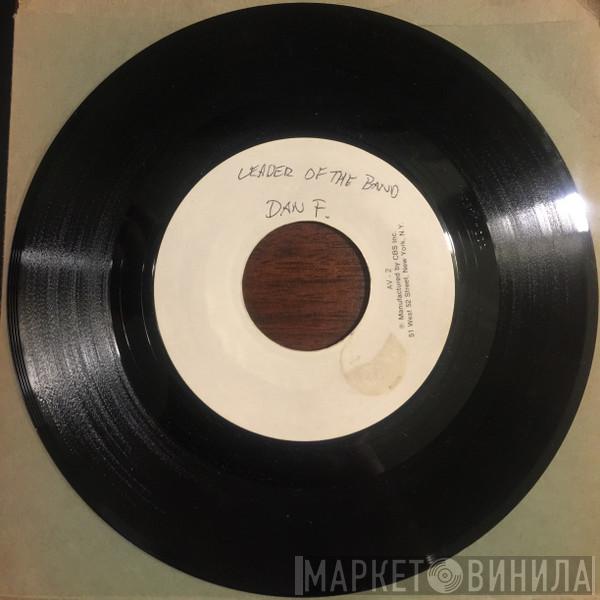 LEADER OF THE BAND
DAN F.
AV - 2
℗ Manufactured by CBS Inc.
51 West 52 Street, New York, N.Y.
МАРКЕТ ВИНИЛА